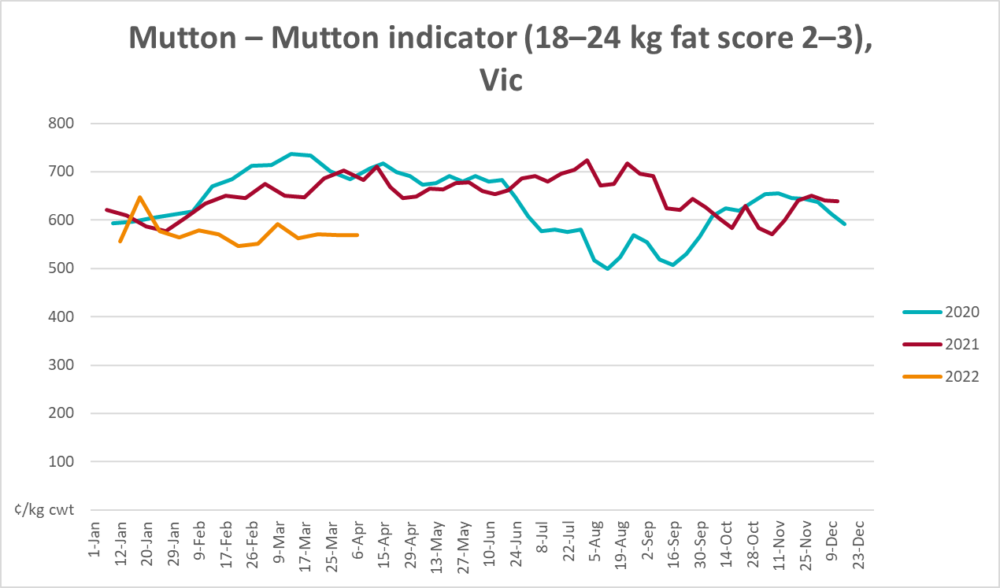 Mutton – Mutton indicator (18–24 kg fat score 2–3),
Vic
800
700
600
500
400
300
200
100
¢/kg cwt
1-Jan
12-Jan
20-Jan
29-Jan
9-Feb
17-Feb
26-Feb
9-Mar
17-Mar
25-Mar
6-Apr
15-Apr
29-Apr
13-May
27-May
10-Jun
24-Jun
8-Jul
22-Jul
5-Aug
19-Aug
2-Sep
16-Sep
30-Sep
14-Oct
28-Oct
11-Nov
25-Nov
9-Dec
23-Dec
2020
2021
2022